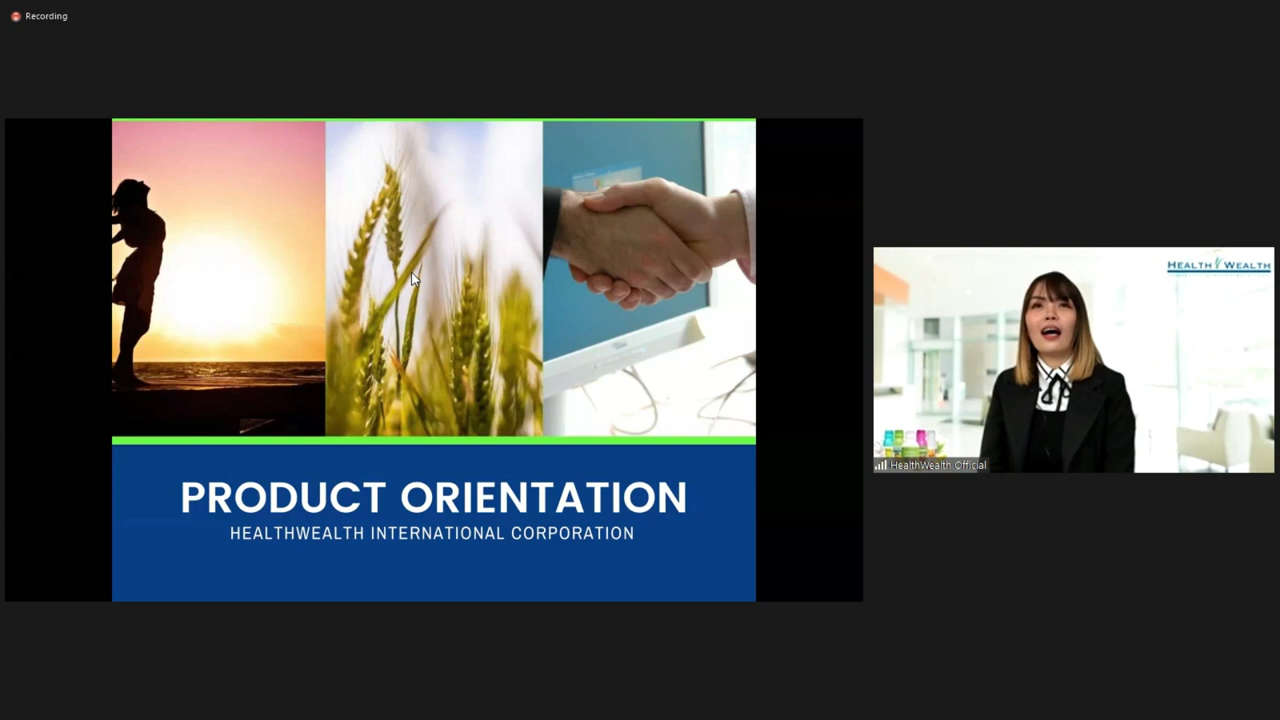 Recording
PRODUCT ORIENTATION
HEALTHWEALTH INTERNATIONAL CORPORATION
HEALTH WEALTH
HealthWealth Official